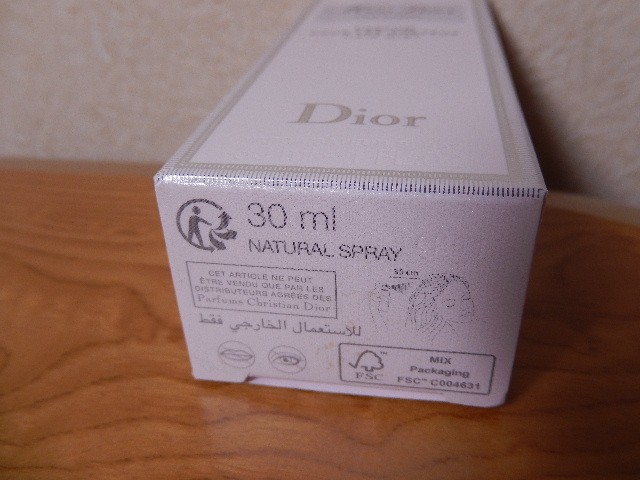 Dior
30 ml
NATURAL SPRAY
CET ARTICLE NE PEUT
ÊTRE VENDU QUE PAR LES
DISTRIBUTEURS AGRÉÉS DES
Parfums Christian Dior
للاستعمال الخارجي فقط
35 cm
FSC™
MIX
Packaging
FSC™ C004631